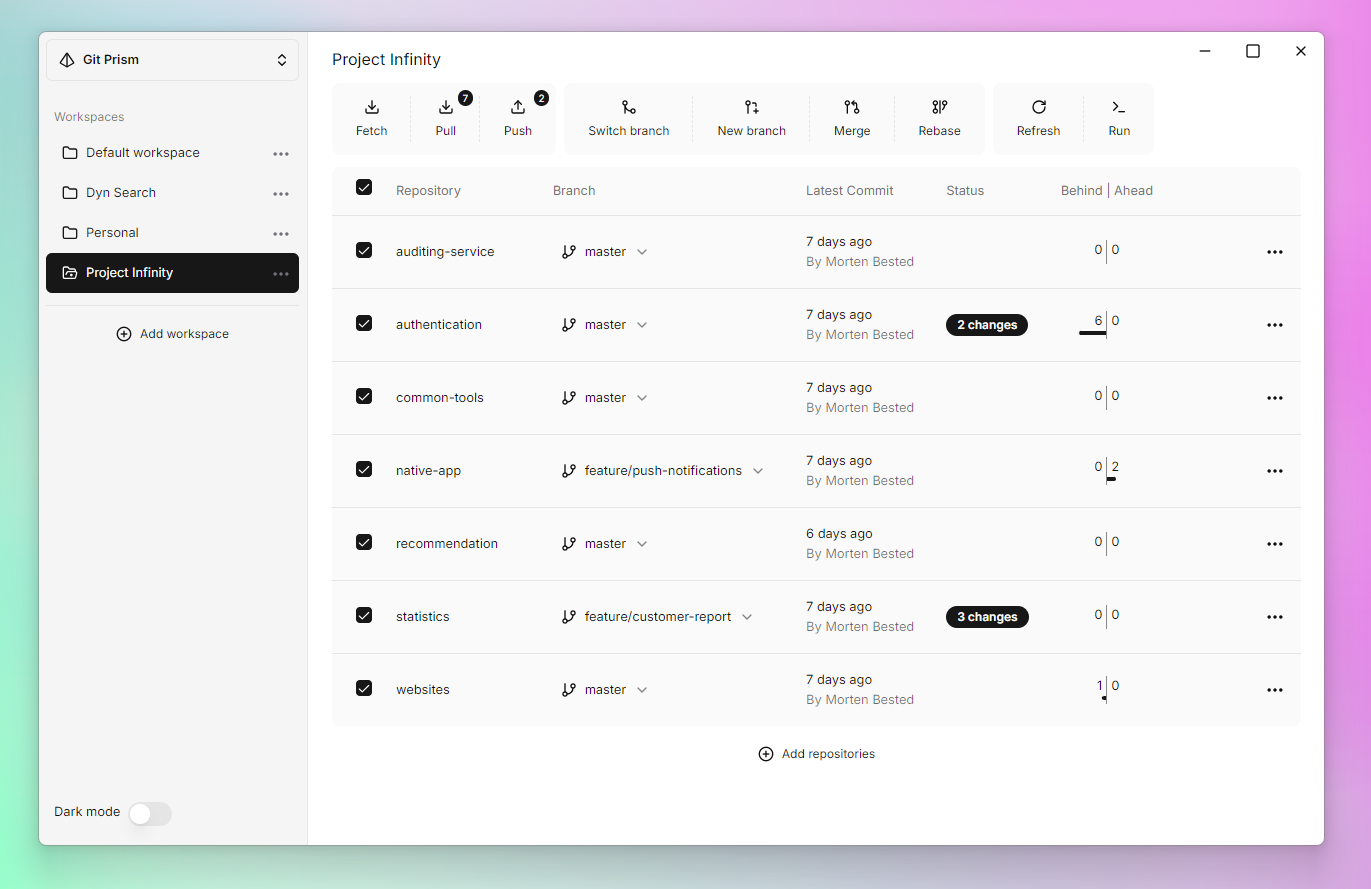 Git Prism
Workspaces
Default workspace
Dyn Search
Personal
Project Infinity
Add workspace
Dark mode
Project Infinity
Fetch
Pull 7
Push 2
Switch branch
New branch
Merge
Rebase
Refresh
Run
Repository Branch Latest Commit Status Behind | Ahead
auditing-service master 7 days ago 0 0
By Morten Bested
authentication master 7 days ago 2 changes 6 0
By Morten Bested
common-tools master 7 days ago 0 0
By Morten Bested
native-app feature/push-notifications 7 days ago 0 2
By Morten Bested
recommendation master 6 days ago 0 0
By Morten Bested
statistics feature/customer-report 7 days ago 3 changes 0 0
By Morten Bested
websites master 7 days ago 1 0
By Morten Bested
Add repositories